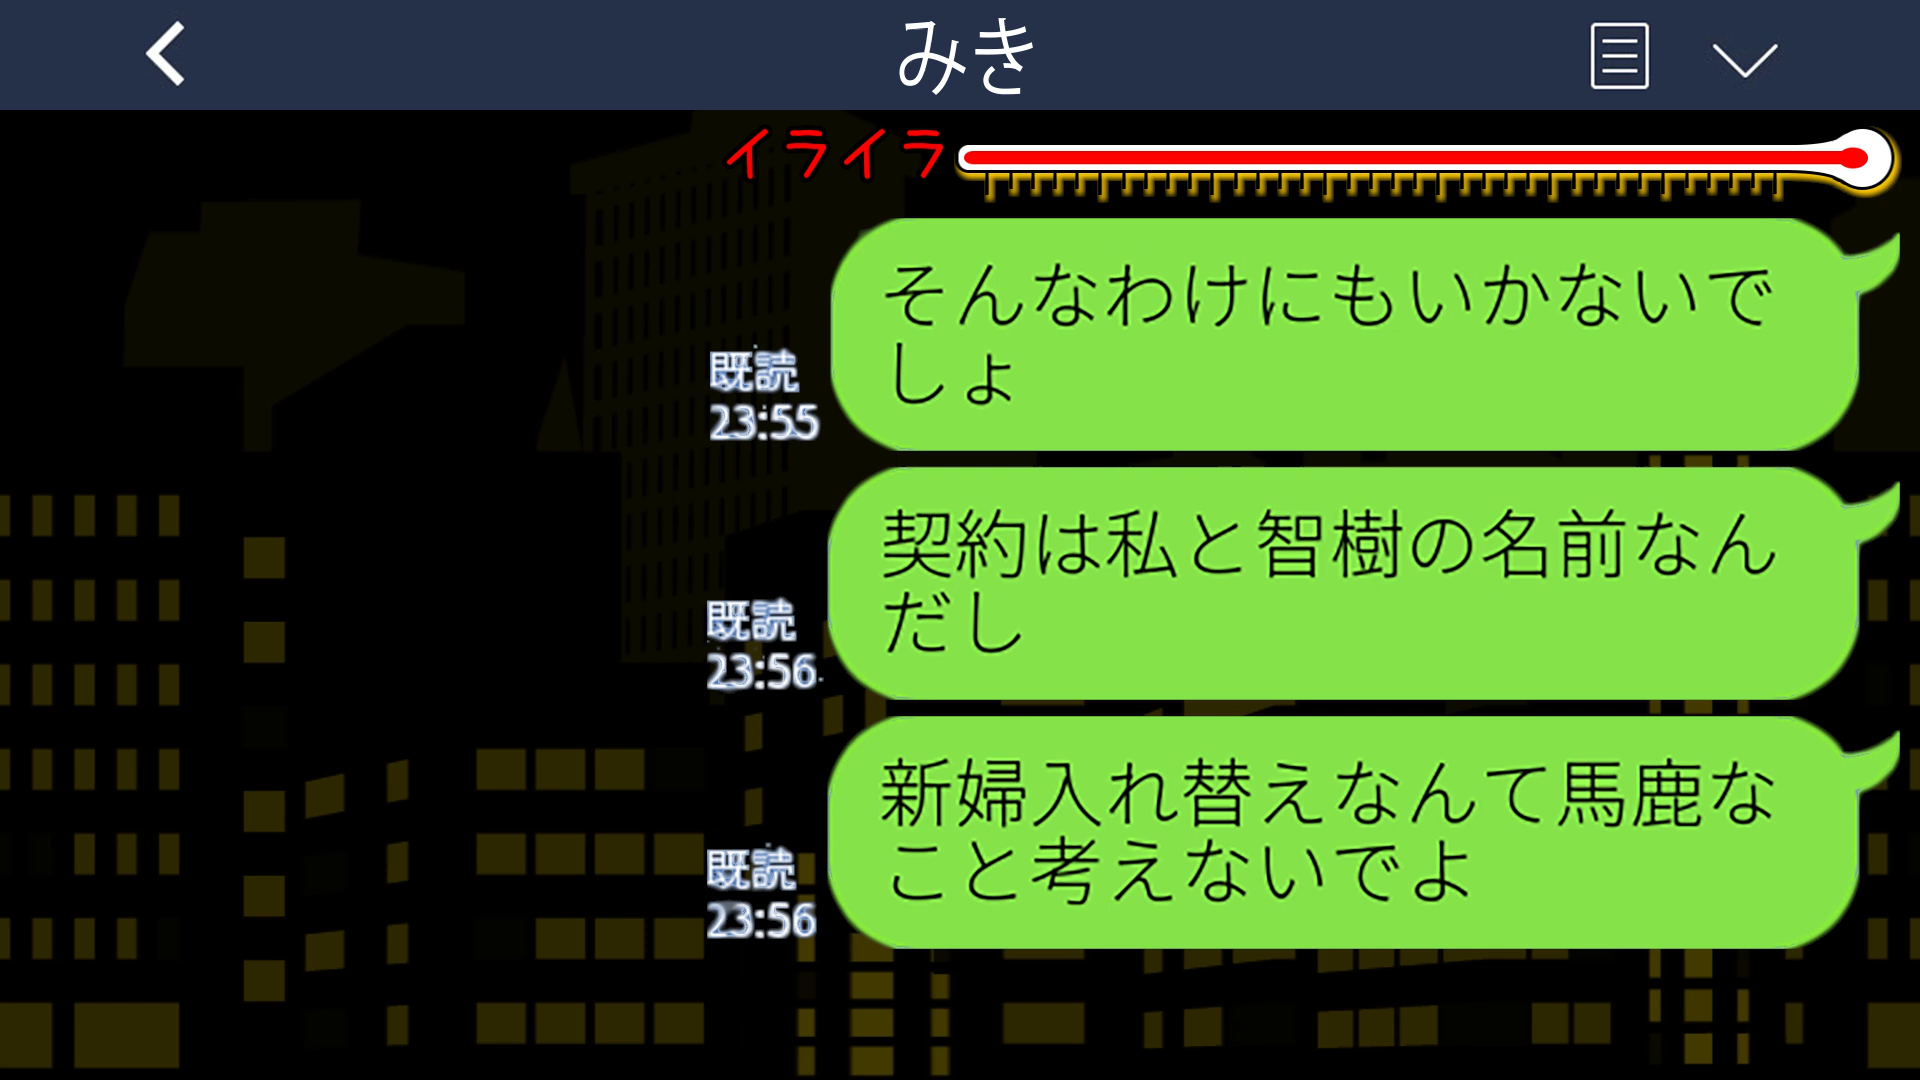 みき
イライラ
そんなわけにもいかないで
しょ
既読
23:55
契約は私と智樹の名前なん
だし
既読
23:56
新婦入れ替えなんて馬鹿な
こと考えないでよ
既読
23:56